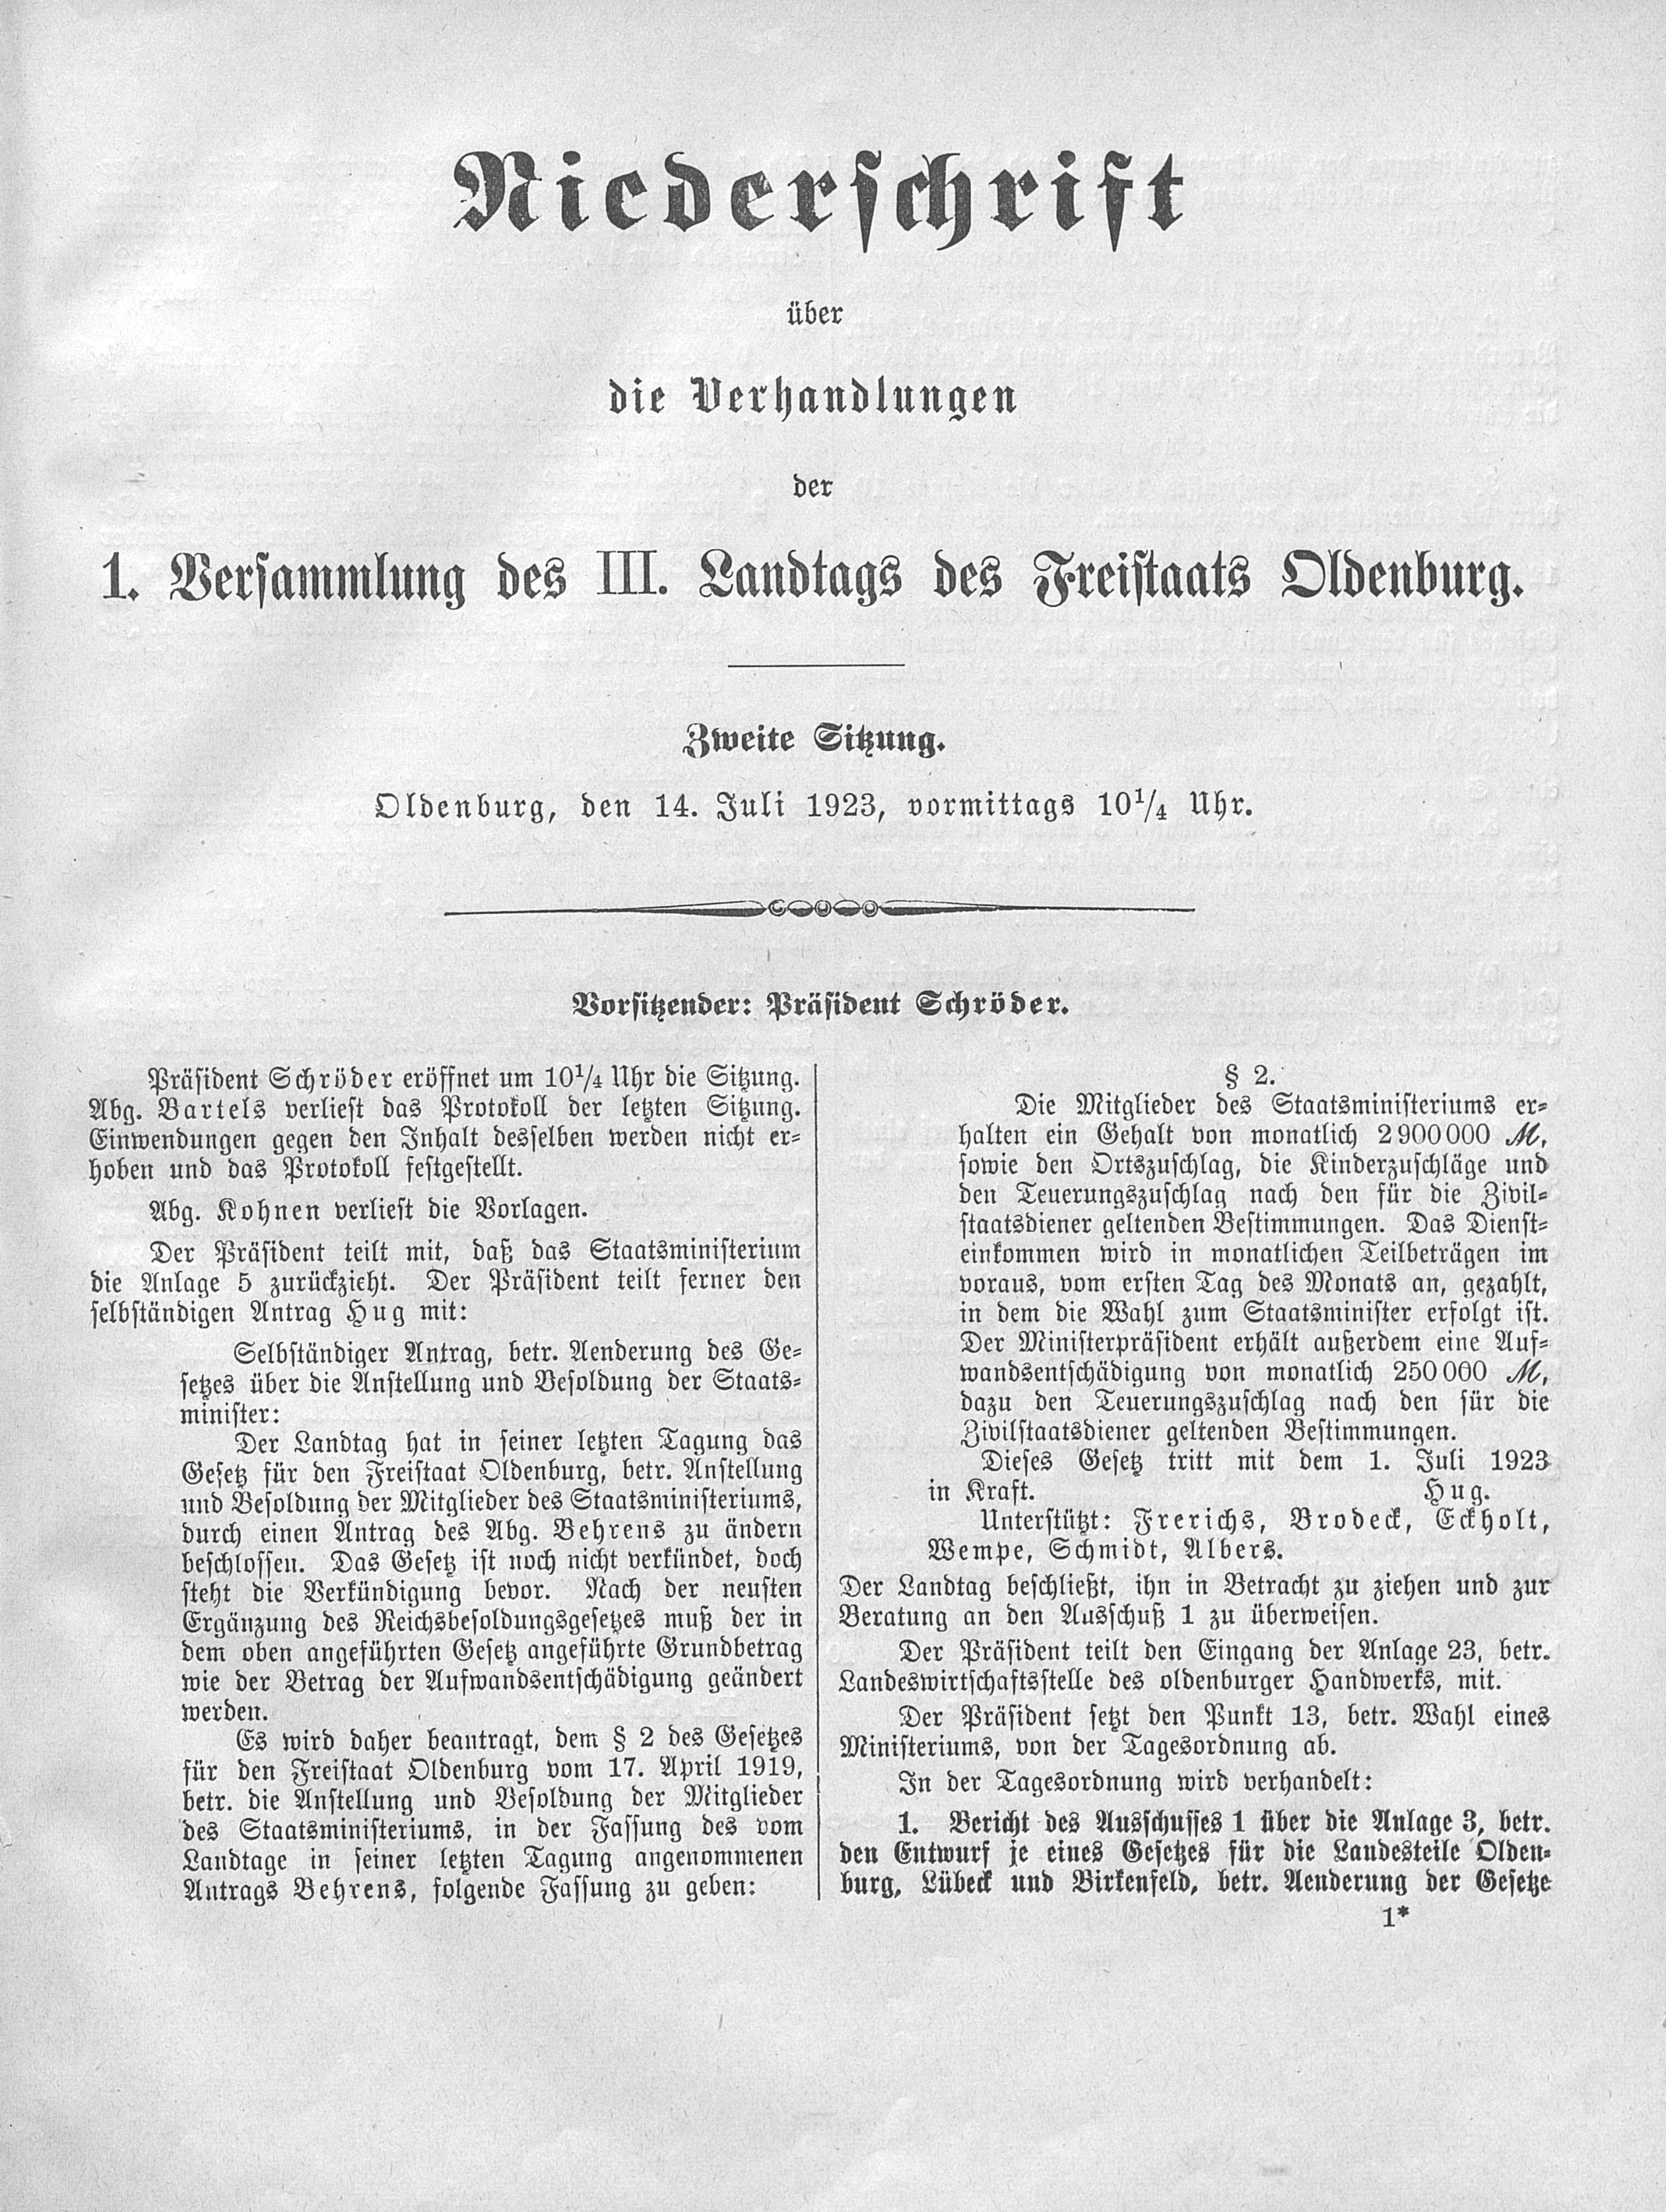 Niederschrift
über
die Verhandlungen
der
1. Versammlung des III. Landtags des Freistaats Oldenburg.
Zweite Sitzung.
Oldenburg, den 14. Juli 1923, vormittags 10¹/₄ Uhr.
Vorsitzender: Präsident Schröder.
Präsident Schröder eröffnet um 10¹/₄ Uhr die Sitzung.
Abg. Bartels verliest das Protokoll der letzten Sitzung.
Einwendungen gegen den Inhalt desselben werden nicht er-
hoben und das Protokoll festgestellt.
Abg. Kohnen verliest die Vorlagen.
Der Präsident teilt mit, daß das Staatsministerium
die Anlage 5 zurückzieht. Der Präsident teilt ferner den
selbständigen Antrag Hug mit:
Selbständiger Antrag, betr. Aenderung des Ge-
setzes über die Anstellung und Besoldung der Staats-
minister:
Der Landtag hat in seiner letzten Tagung das
Gesetz für den Freistaat Oldenburg, betr. Anstellung
und Besoldung der Mitglieder des Staatsministeriums,
durch einen Antrag des Abg. Behrens zu ändern
beschlossen. Das Gesetz ist noch nicht verkündet, doch
steht die Verkündigung bevor. Nach der neusten
Ergänzung des Reichsbesoldungsgesetzes muß der in
dem oben angeführten Gesetz angeführte Grundbetrag
wie der Betrag der Aufwandsentschädigung geändert
werden.
Es wird daher beantragt, dem § 2 des Gesetzes
für den Freistaat Oldenburg vom 17. April 1919,
betr. die Anstellung und Besoldung der Mitglieder
des Staatsministeriums, in der Fassung des vom
Landtage in seiner letzten Tagung angenommenen
Antrags Behrens, folgende Fassung zu geben:
§ 2.
Die Mitglieder des Staatsministeriums er-
halten ein Gehalt von monatlich 2 900 000 ℳ,
sowie den Ortszuschlag, die Kinderzuschläge und
den Teuerungszuschlag nach den für die Zivil-
staatsdiener geltenden Bestimmungen. Das Dienst-
einkommen wird in monatlichen Teilbeträgen im
voraus, vom ersten Tag des Monats an, gezahlt,
in dem die Wahl zum Staatsminister erfolgt ist.
Der Ministerpräsident erhält außerdem eine Auf-
wandsentschädigung von monatlich 250 000 ℳ,
dazu den Teuerungszuschlag nach den für die
Zivilstaatsdiener geltenden Bestimmungen.
Dieses Gesetz tritt mit dem 1. Juli 1923
in Kraft. Hug.
Unterstützt: Frerichs, Brodeck, Eckholt,
Wempe, Schmidt, Albers.
Der Landtag beschließt, ihn in Betracht zu ziehen und zur
Beratung an den Ausschuß 1 zu überweisen.
Der Präsident teilt den Eingang der Anlage 23, betr.
Landeswirtschaftsstelle des oldenburger Handwerks, mit.
Der Präsident setzt den Punkt 13, betr. Wahl eines
Ministeriums, von der Tagesordnung ab.
In der Tagesordnung wird verhandelt:
1. Bericht des Ausschusses 1 über die Anlage 3, betr.
den Entwurf je eines Gesetzes für die Landesteile Olden-
burg, Lübeck und Birkenfeld, betr. Aenderung der Gesetze
1*